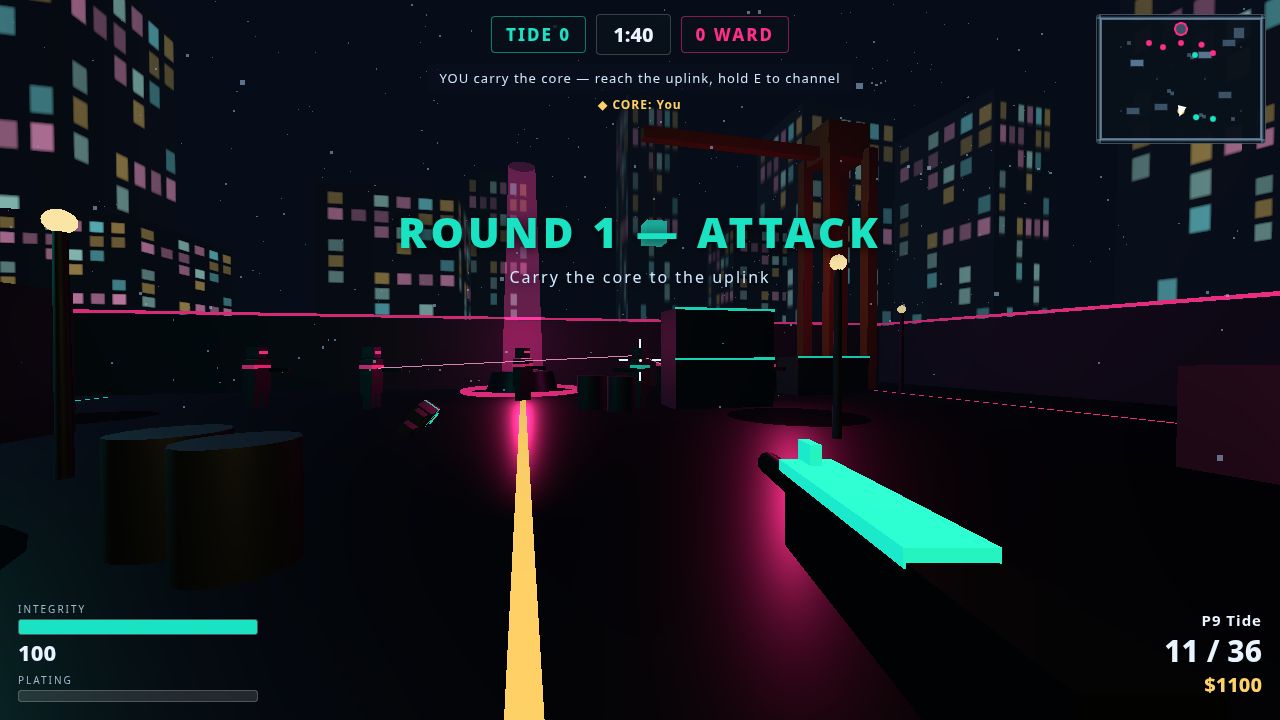 TIDE 0
1:40
0 WARD
YOU carry the core — reach the uplink, hold E to channel
◆ CORE: You
ROUND 1 — ATTACK
Carry the core to the uplink
INTEGRITY
100
PLATING
P9 Tide
11 / 36
$1100